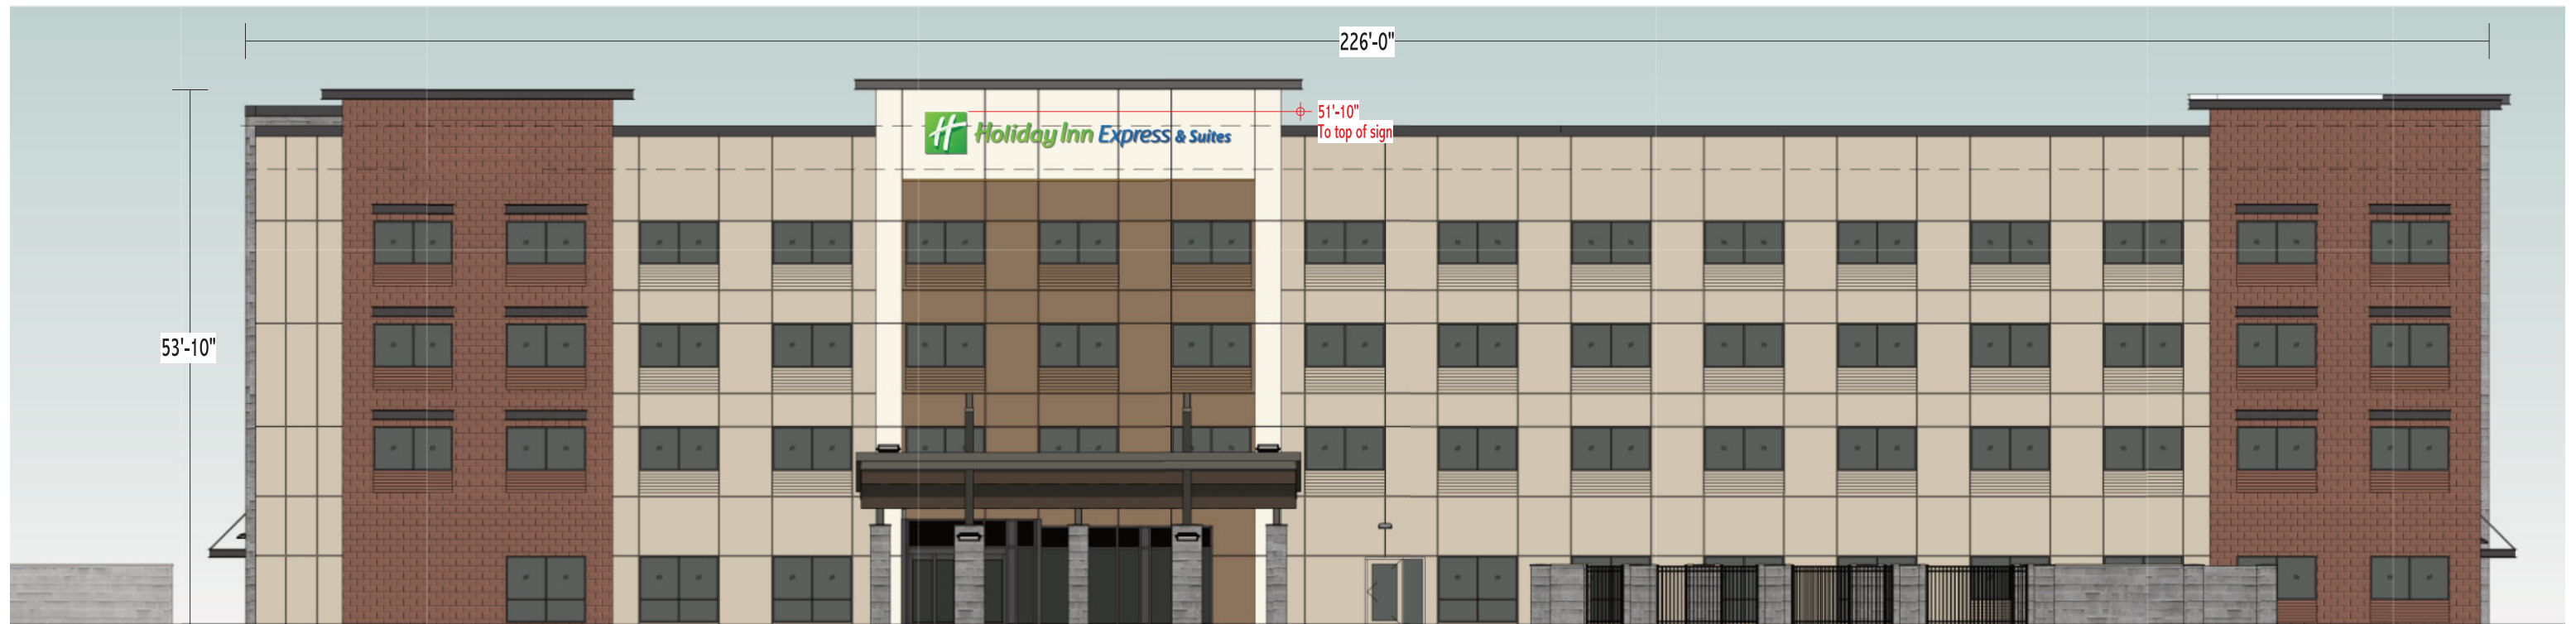 226'-0"
51'-10"
To top of sign
H Holiday Inn Express & Suites
53'-10"